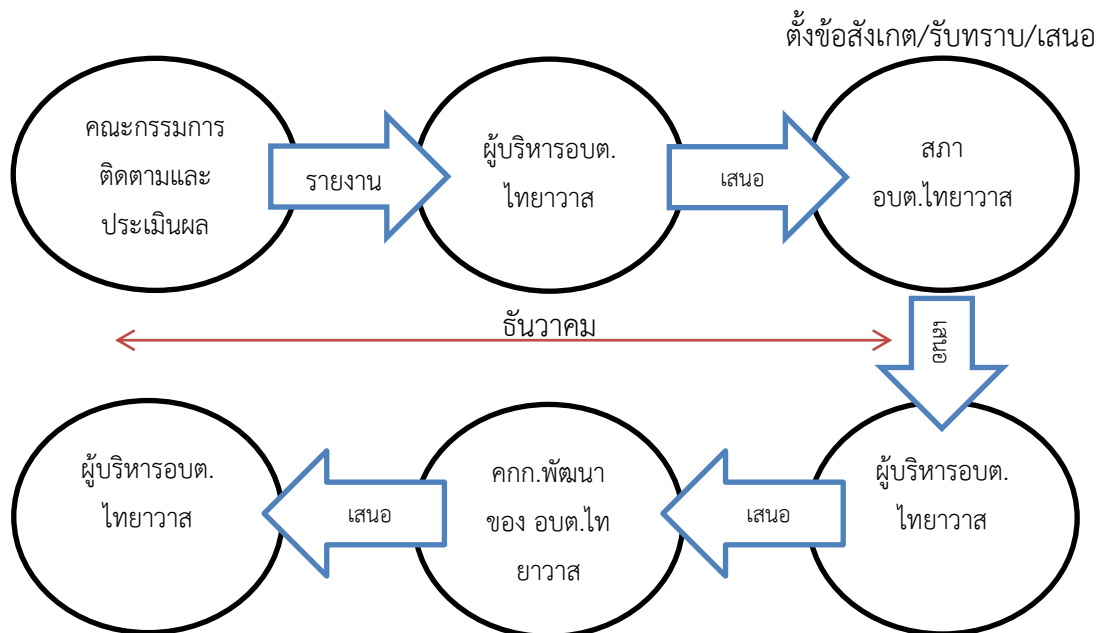 ตั้งข้อสังเกต/รับทราบ/เสนอ
คณะกรรมการ
ติดตามและ
ประเมินผล
รายงาน
ผู้บริหารอบต.
ไทยาวาส
เสนอ
สภา
อบต.ไทยาวาส
ธันวาคม
เสนอ
ผู้บริหารอบต.
ไทยาวาส
เสนอ
คกก.พัฒนา
ของ อบต.ไท
ยาวาส
เสนอ
ผู้บริหารอบต.
ไทยาวาส